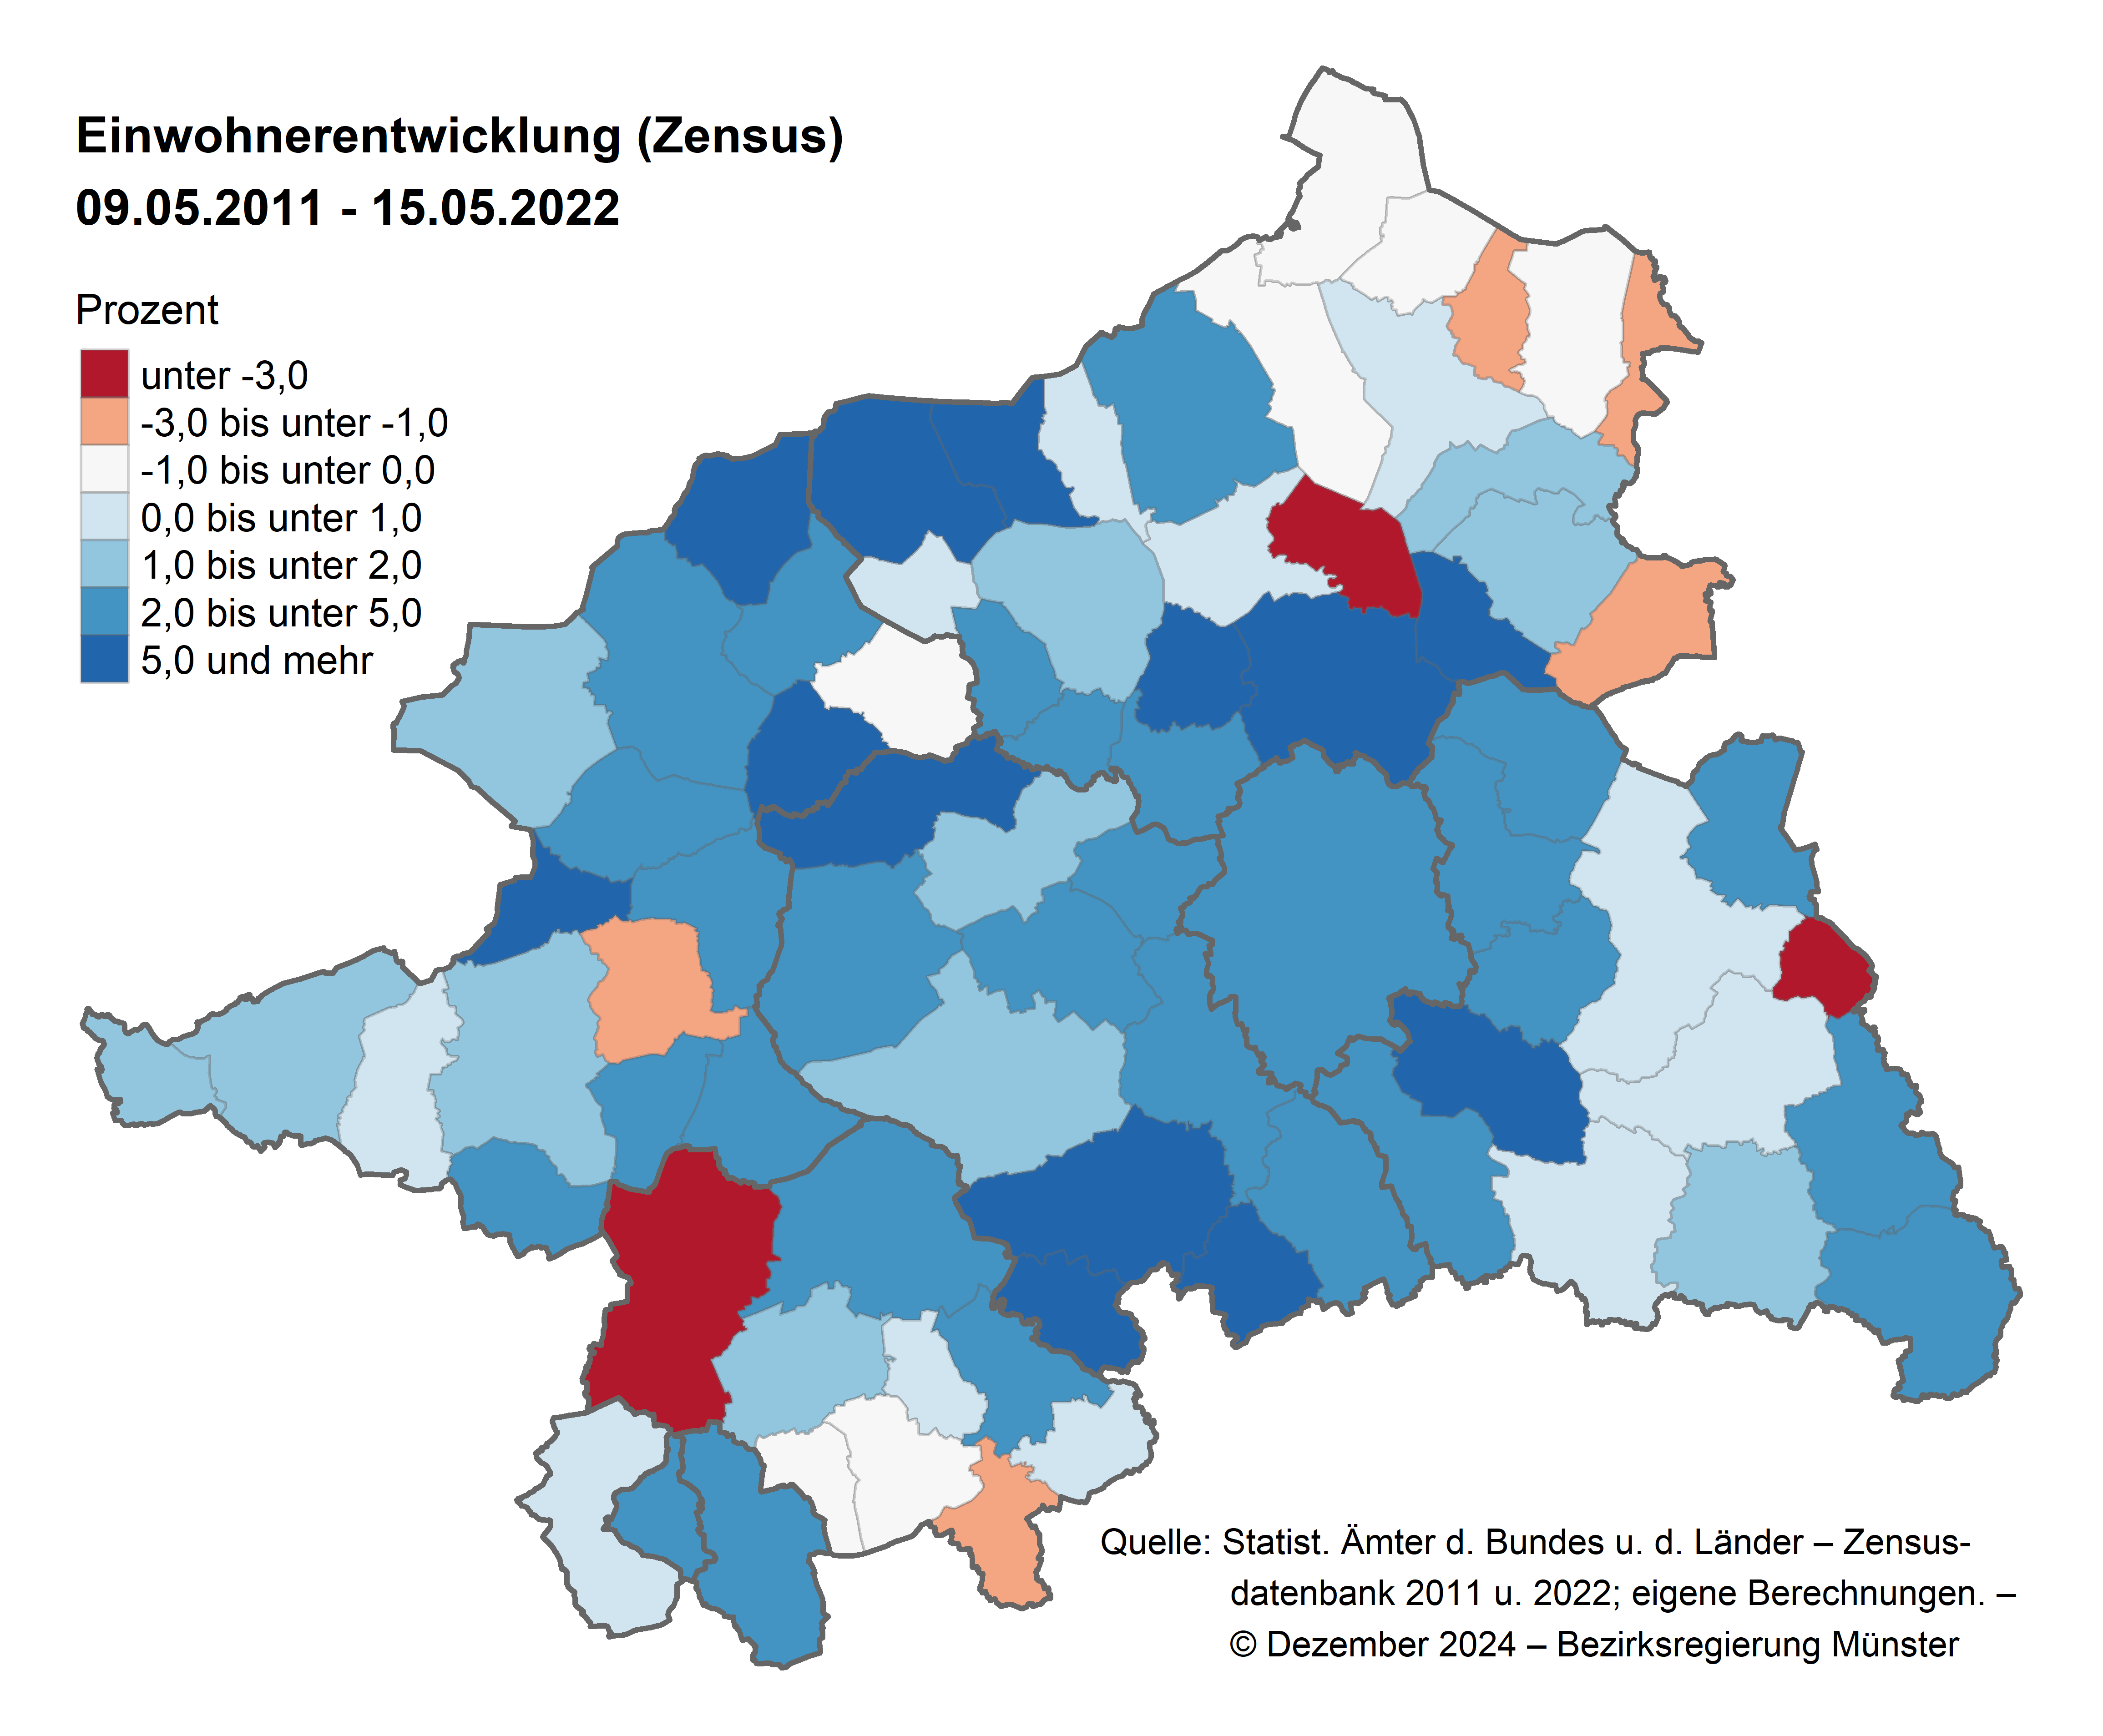 Einwohnerentwicklung (Zensus)
09.05.2011 - 15.05.2022
Prozent
unter -3,0
-3,0 bis unter -1,0
-1,0 bis unter 0,0
0,0 bis unter 1,0
1,0 bis unter 2,0
2,0 bis unter 5,0
5,0 und mehr
Quelle: Statist. Ämter d. Bundes u. d. Länder – Zensus-
datenbank 2011 u. 2022; eigene Berechnungen. –
© Dezember 2024 – Bezirksregierung Münster